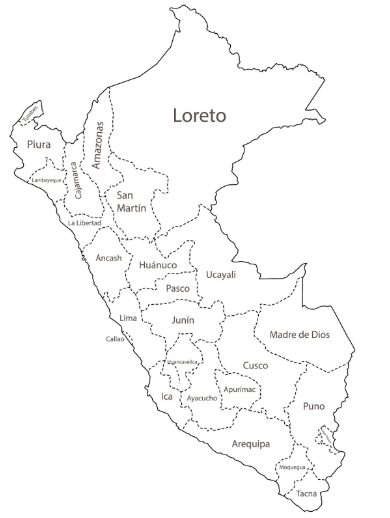 Loreto
Tumbes
Piura
Amazonas
Cajamarca
Lambayeque
San
Martín
La Libertad
Áncash
Huánuco
Ucayali
Pasco
Lima
Junín
Callao
Madre de Dios
Huancavelica
Cusco
Ica
Ayacucho
Apurímac
Puno
Arequipa
Moquegua
Tacna